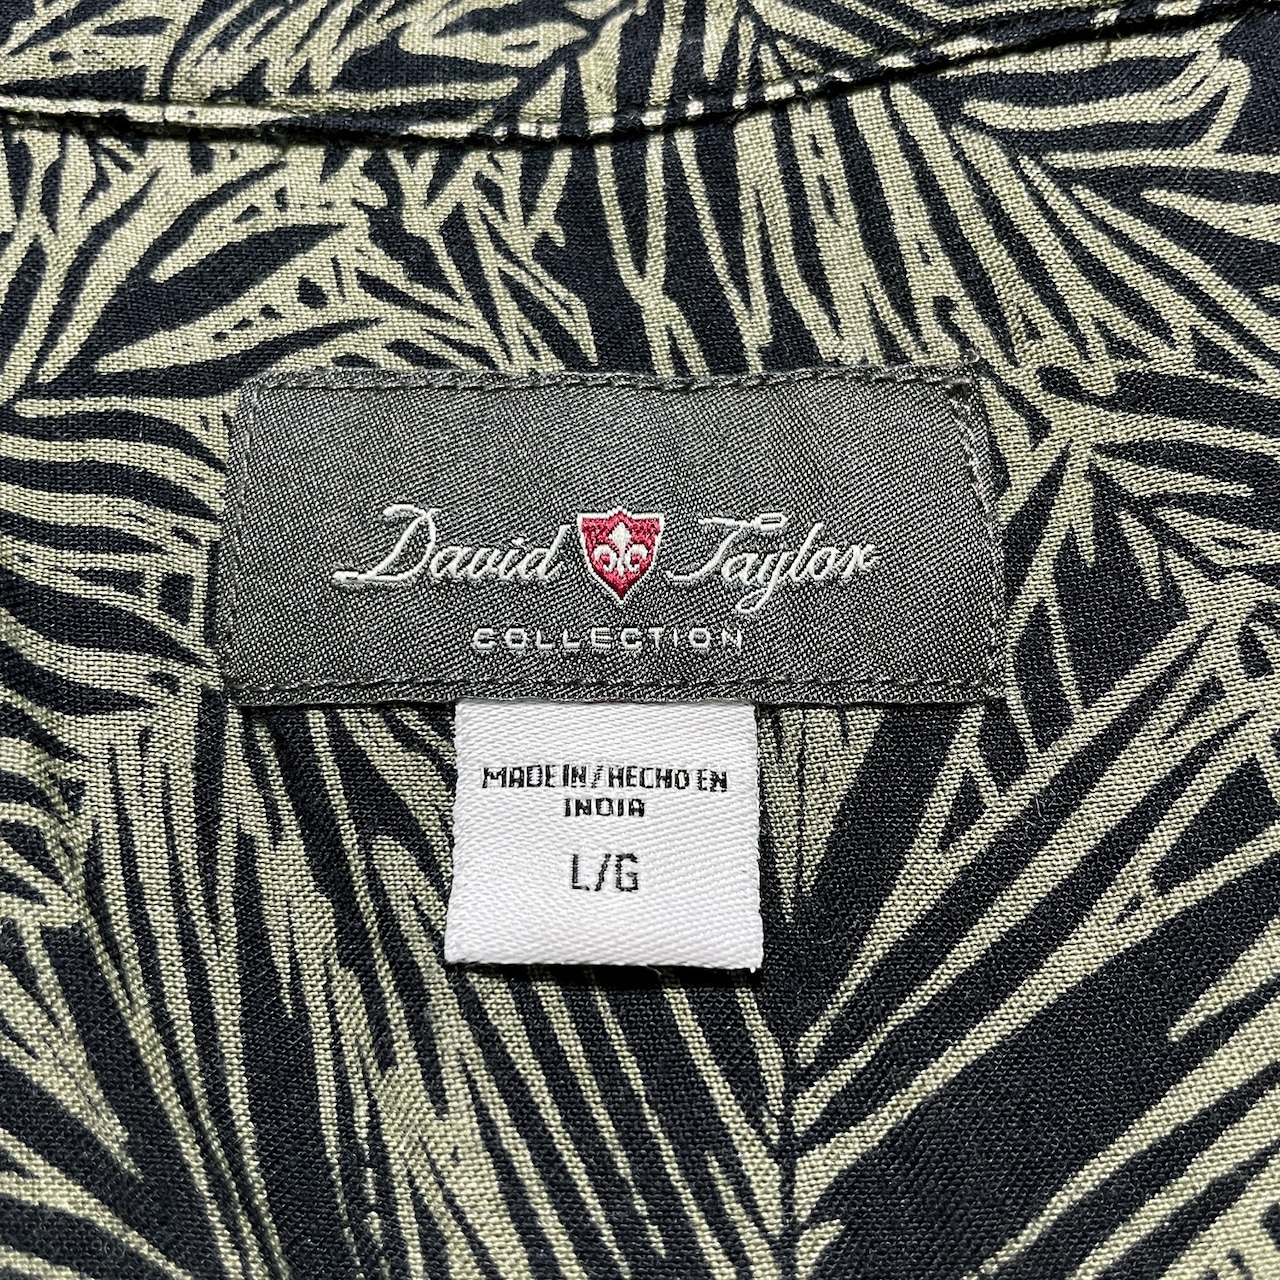 David Taylor
COLLECTION
MADE IN/HECHO EN
INDIA
L/G